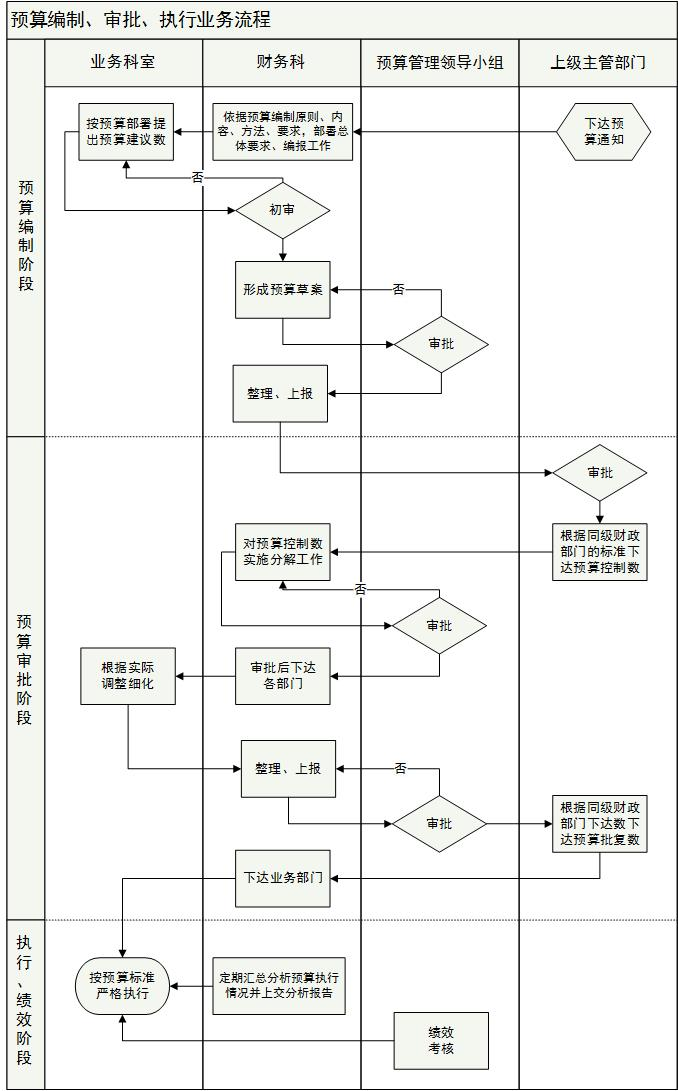 预算编制、审批、执行业务流程
业务科室
财务科
预算管理领导小组
上级主管部门
预算编制阶段
按预算部署提
出预算建议数
依据预算编制原则、内
容、方法、要求，部署总
体要求、编报工作
下达预
算通知
否
初审
形成预算草案
否
审批
整理、上报
预算审批阶段
审批
对预算控制数
实施分解工作
根据同级财政
部门的标准下
达预算控制数
否
审批
根据实际
调整细化
审批后下达
各部门
整理、上报
否
审批
根据同级财政
部门下达数下
达预算批复数
下达业务部门
执行、绩效阶段
按预算标准
严格执行
定期汇总分析预算执行
情况并上交分析报告
绩效
考核